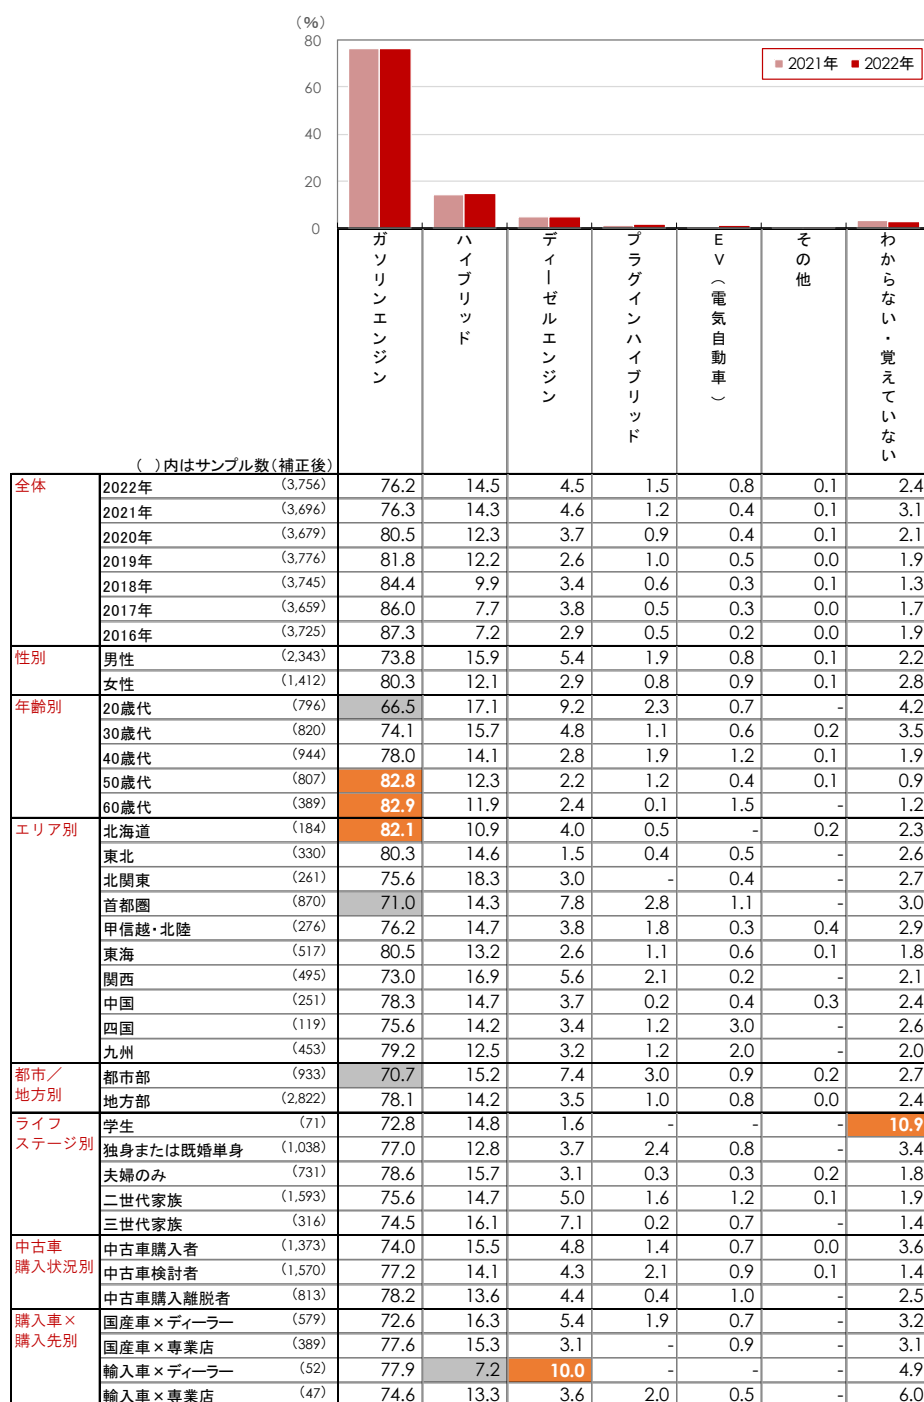 (%)
80
60
40
20
0
■ 2021年 ■ 2022年
ガソリンエンジン
ハイブリッド
ディーゼルエンジン
プラグインハイブリッド
EV(電気自動車)
その他
わからない・覚えていない
( )内はサンプル数(補正後)
全体 2022年 (3,756) 76.2 14.5 4.5 1.5 0.8 0.1 2.4
2021年 (3,696) 76.3 14.3 4.6 1.2 0.4 0.1 3.1
2020年 (3,679) 80.5 12.3 3.7 0.9 0.4 0.1 2.1
2019年 (3,776) 81.8 12.2 2.6 1.0 0.5 0.0 1.9
2018年 (3,745) 84.4 9.9 3.4 0.6 0.3 0.1 1.3
2017年 (3,659) 86.0 7.7 3.8 0.5 0.3 0.0 1.7
2016年 (3,725) 87.3 7.2 2.9 0.5 0.2 0.0 1.9
性別 男性 (2,343) 73.8 15.9 5.4 1.9 0.8 0.1 2.2
女性 (1,412) 80.3 12.1 2.9 0.8 0.9 0.1 2.8
年齢別 20歳代 (796) 66.5 17.1 9.2 2.3 0.7 - 4.2
30歳代 (820) 74.1 15.7 4.8 1.1 0.6 0.2 3.5
40歳代 (944) 78.0 14.1 2.8 1.9 1.2 0.1 1.9
50歳代 (807) 82.8 12.3 2.2 1.2 0.4 0.1 0.9
60歳代 (389) 82.9 11.9 2.4 0.1 1.5 - 1.2
エリア別 北海道 (184) 82.1 10.9 4.0 0.5 - 0.2 2.3
東北 (330) 80.3 14.6 1.5 0.4 0.5 - 2.6
北関東 (261) 75.6 18.3 3.0 - 0.4 - 2.7
首都圏 (870) 71.0 14.3 7.8 2.8 1.1 - 3.0
甲信越・北陸 (276) 76.2 14.7 3.8 1.8 0.3 0.4 2.9
東海 (517) 80.5 13.2 2.6 1.1 0.6 0.1 1.8
関西 (495) 73.0 16.9 5.6 2.1 0.2 - 2.1
中国 (251) 78.3 14.7 3.7 0.2 0.4 0.3 2.4
四国 (119) 75.6 14.2 3.4 1.2 3.0 - 2.6
九州 (453) 79.2 12.5 3.2 1.2 2.0 - 2.0
都市/
地方別 都市部 (933) 70.7 15.2 7.4 3.0 0.9 0.2 2.7
地方部 (2,822) 78.1 14.2 3.5 1.0 0.8 0.0 2.4
ライフ
ステージ別 学生 (71) 72.8 14.8 1.6 - - - 10.9
独身または既婚単身 (1,038) 77.0 12.8 3.7 2.4 0.8 - 3.4
夫婦のみ (731) 78.6 15.7 3.1 0.3 0.3 0.2 1.8
二世代家族 (1,593) 75.6 14.7 5.0 1.6 1.2 0.1 1.9
三世代家族 (316) 74.5 16.1 7.1 0.2 0.7 - 1.4
中古車
購入状況別 中古車購入者 (1,373) 74.0 15.5 4.8 1.4 0.7 0.0 3.6
中古車検討者 (1,570) 77.2 14.1 4.3 2.1 0.9 0.1 1.4
中古車購入離脱者 (813) 78.2 13.6 4.4 0.4 1.0 - 2.5
購入車×
購入先別 国産車×ディーラー (579) 72.6 16.3 5.4 1.9 0.7 - 3.2
国産車×専業店 (389) 77.6 15.3 3.1 - 0.9 - 3.1
輸入車×ディーラー (52) 77.9 7.2 10.0 - - - 4.9
輸入車×専業店 (47) 74.6 13.3 3.6 2.0 0.5 - 6.0